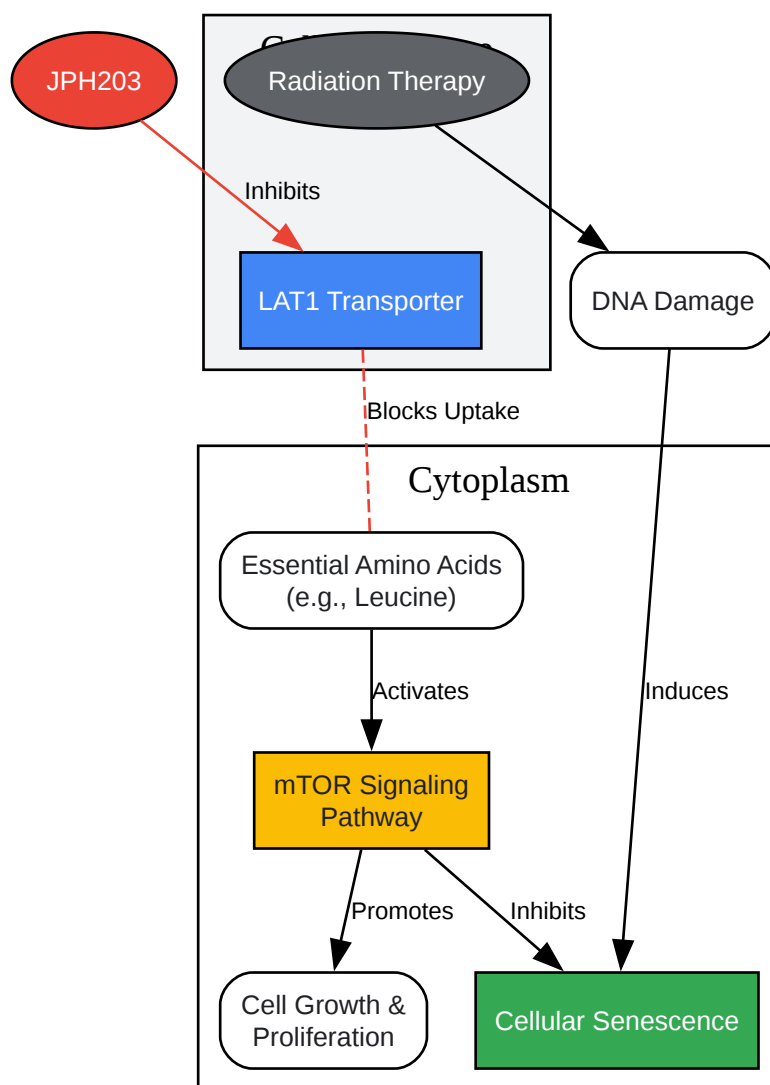 JPH203
Radiation Therapy
Inhibits
LAT1 Transporter
DNA Damage
Blocks Uptake
Cytoplasm
Essential Amino Acids
(e.g., Leucine)
Activates
Induces
mTOR Signaling
Pathway
Promotes
Inhibits
Cell Growth &
Proliferation
Cellular Senescence